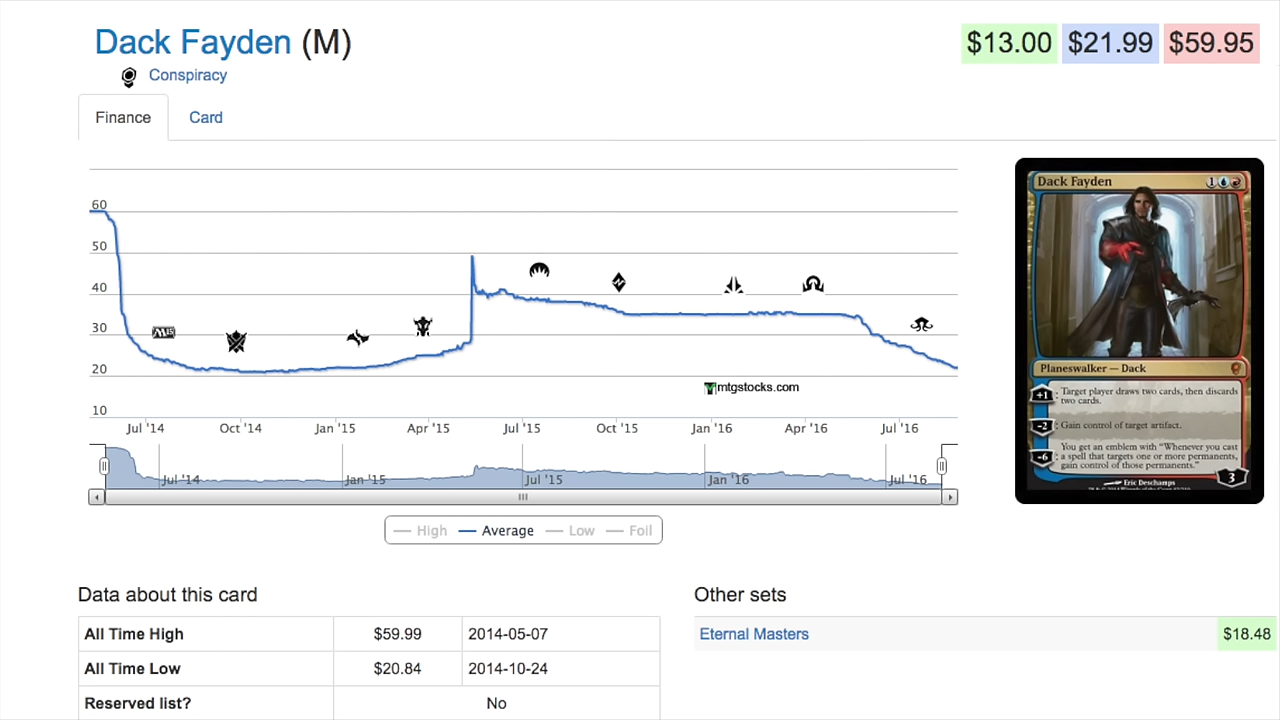 Dack Fayden (M)
$13.00 $21.99 $59.95
Conspiracy
Finance Card
60
50
40
30
20
10
M15
mtgstocks.com
Jul '14 Oct '14 Jan '15 Apr '15 Jul '15 Oct '15 Jan '16 Apr '16 Jul '16
Jul '14 Jan '15 Jul '15 Jan '16 Jul '16
High Average Low Foil
Dack Fayden 1
Planeswalker — Dack
+1 : Target player draws two cards, then discards
two cards.
-2 : Gain control of target artifact.
-6 : You get an emblem with “Whenever you cast
a spell that targets one or more permanents,
gain control of those permanents.”
3
Eric Deschamps
Data about this card
All Time High $59.99 2014-05-07
All Time Low $20.84 2014-10-24
Reserved list? No
Other sets
Eternal Masters $18.48